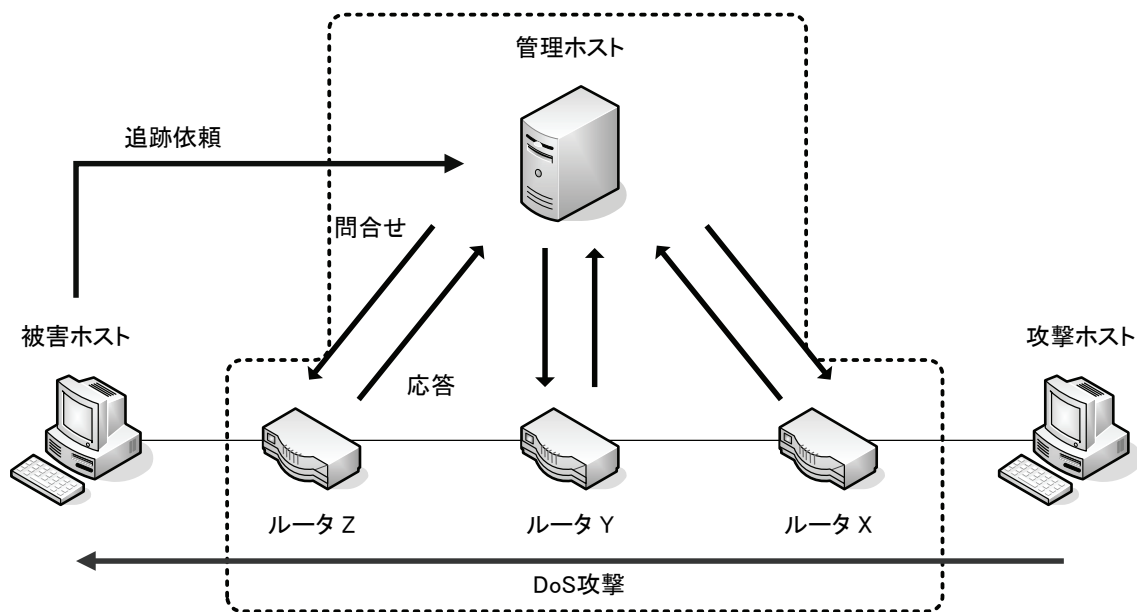 管理ホスト
追跡依頼
問合せ
被害ホスト
攻撃ホスト
応答
ルータ Z
ルータ Y
ルータ X
DoS攻撃